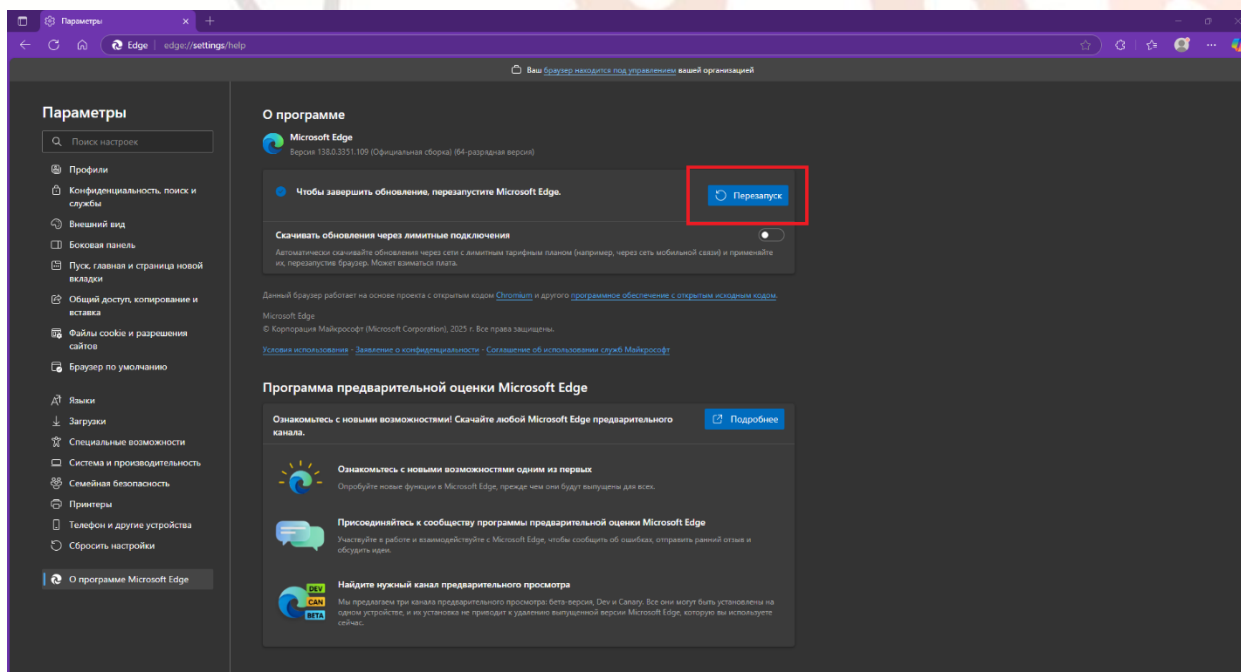 Параметры
Edge
edge://settings/help
Ваш браузер находится под управлением вашей организацией
Параметры
Поиск настроек
Профили
Конфиденциальность, поиск и
службы
Внешний вид
Боковая панель
Пуск, главная и страница новой
вкладки
Общий доступ, копирование и
вставка
Файлы cookie и разрешения
сайтов
Браузер по умолчанию
Языки
Загрузки
Специальные возможности
Система и производительность
Семейная безопасность
Принтеры
Телефон и другие устройства
Сбросить настройки
О программе Microsoft Edge
О программе
Microsoft Edge
Версия 138.0.3351.109 (Официальная сборка) (64-разрядная версия)
Чтобы завершить обновление, перезапустите Microsoft Edge.
Перезапуск
Скачивать обновления через лимитные подключения
Автоматически скачивайте обновления через сети с лимитным тарифным планом (например, через сеть мобильной связи) и применяйте
их, перезапустив браузер. Может взиматься плата.
Данный браузер работает на основе проекта с открытым кодом Chromium и другого программное обеспечение с открытым исходным кодом.
Microsoft Edge
© Корпорация Майкрософт (Microsoft Corporation), 2025 г. Все права защищены.
Условия использования - Заявление о конфиденциальности - Соглашение об использовании служб Майкрософт
Программа предварительной оценки Microsoft Edge
Ознакомьтесь с новыми возможностями! Скачайте любой Microsoft Edge предварительного
канала.
Подробнее
Ознакомьтесь с новыми возможностями одним из первых
Опробуйте новые функции в Microsoft Edge, прежде чем они будут выпущены для всех.
Присоединяйтесь к сообществу программы предварительной оценки Microsoft Edge
Участвуйте в работе и взаимодействуйте с Microsoft Edge, чтобы сообщить об ошибках, отправить ранний отзыв и
обсудить идеи.
DEV
CAN
BETA
Найдите нужный канал предварительного просмотра
Мы предлагаем три канала предварительного просмотра: бета-версия, Dev и Canary. Все они могут быть установлены на
одном устройстве, и их установка не приводит к удалению выпущенной версии Microsoft Edge, которую вы используете
сейчас.